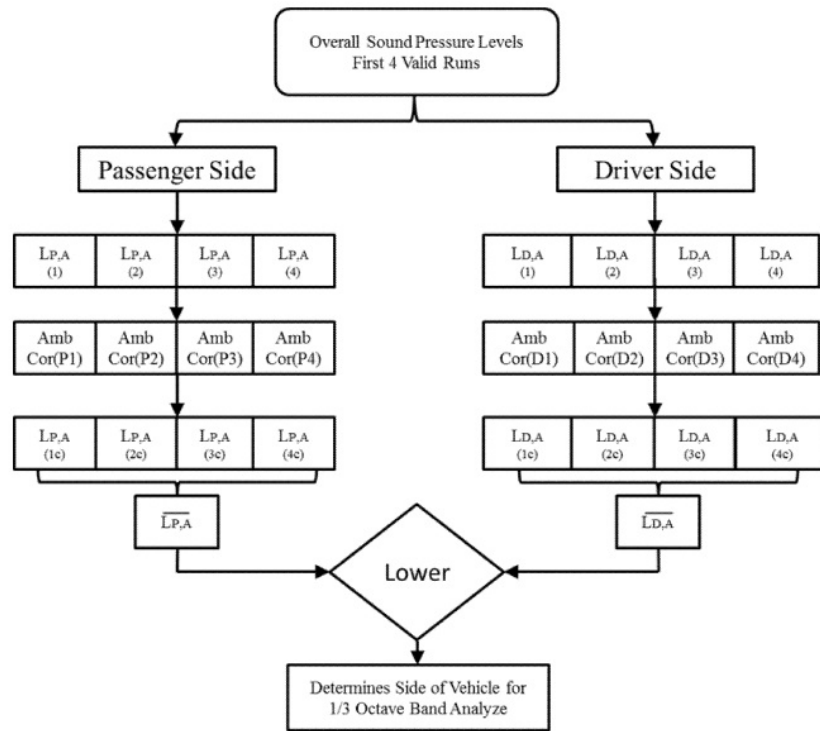 Overall Sound Pressure Levels
First 4 Valid Runs
Passenger Side
Driver Side
LP,A LP,A LP,A LP,A
(1) (2) (3) (4)
LD,A LD,A LD,A LD,A
(1) (2) (3) (4)
Amb Amb Amb Amb
Cor(P1) Cor(P2) Cor(P3) Cor(P4)
Amb Amb Amb Amb
Cor(D1) Cor(D2) Cor(D3) Cor(D4)
LP,A LP,A LP,A LP,A
(1c) (2c) (3c) (4c)
LD,A LD,A LD,A LD,A
(1c) (2c) (3c) (4c)
L̅P̅,̅A̅
L̅D̅,̅A̅
Lower
Determines Side of Vehicle for
1/3 Octave Band Analyze